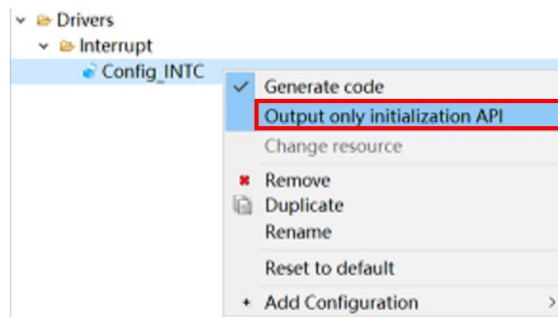 Drivers
Interrupt
Config_INTC
Generate code
Output only initialization API
Change resource
Remove
Duplicate
Rename
Reset to default
Add Configuration